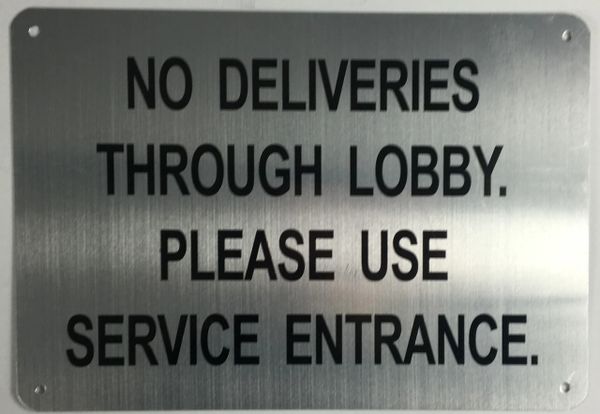 NO DELIVERIES
THROUGH LOBBY.
PLEASE USE
SERVICE ENTRANCE.